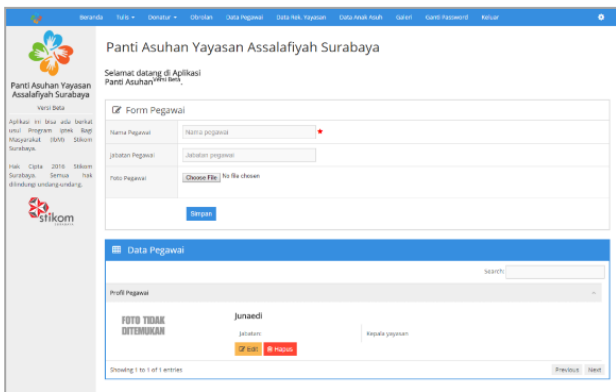 Beranda Tulis Donatur Obrolan Data Pegawai Data Rek. Yayasan Data Anak Asuh Galeri Ganti Password Keluar
Panti Asuhan Yayasan
Assalafiyah Surabaya
Versi Beta
Aplikasi ini bisa ada berkat
usul Program Iptek Bagi
Masyarakat (IbM) Stikom
Surabaya.
Hak Cipta 2016 Stikom
Surabaya. Semua hak
dilindungi undang-undang.
stikom
SURABAYA
Panti Asuhan Yayasan Assalafiyah Surabaya
Selamat datang di Aplikasi
Panti Asuhan Versi Beta.
Form Pegawai
Nama Pegawai Nama pegawai *
Jabatan Pegawai Jabatan pegawai
Foto Pegawai Choose File No file chosen
Simpan
Data Pegawai
Search:
Profil Pegawai
FOTO TIDAK
DITEMUKAN
Junaedi
Jabatan: Kepala yayasan
Edit Hapus
Showing 1 to 1 of 1 entries Previous Next